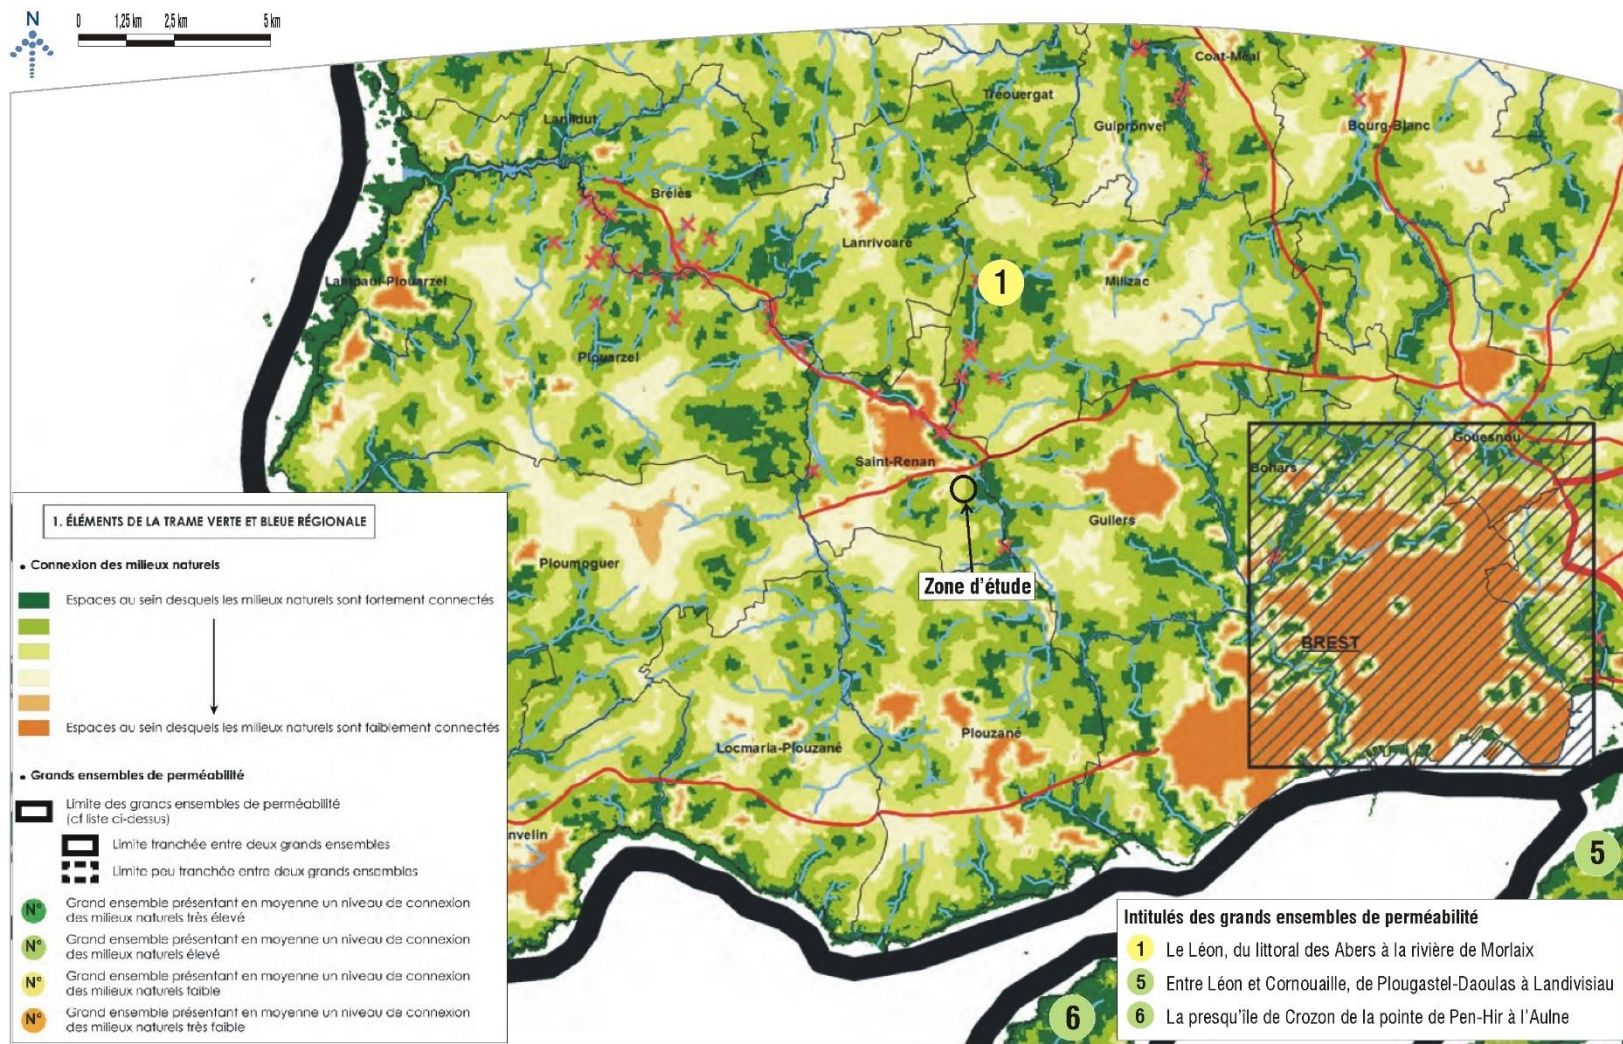 N
0 1,25 km 2,5 km 5 km
Coat-Méal
Tréouergat
Lanildut
Guipronvel
Bourg-Blanc
Brélès
Lanrivoaré
1
Milizac
Lampaul-Plouarzel
Plouarzel
Gouesnou
Saint-Renan
Bohars
Guilers
Ploumoguer
Zone d'étude
BREST
Plouzané
Locmaria-Plouzané
nvelin
5
6
1. ÉLÉMENTS DE LA TRAME VERTE ET BLEUE RÉGIONALE
• Connexion des milieux naturels
Espaces au sein desquels les milieux naturels sont fortement connectés
Espaces au sein desquels les milieux naturels sont faiblement connectés
• Grands ensembles de perméabilité
Limite des grands ensembles de perméabilité
(cf liste ci-dessus)
Limite tranchée entre deux grands ensembles
Limite peu tranchée entre deux grands ensembles
N° Grand ensemble présentant en moyenne un niveau de connexion
des milieux naturels très élevé
N° Grand ensemble présentant en moyenne un niveau de connexion
des milieux naturels élevé
N° Grand ensemble présentant en moyenne un niveau de connexion
des milieux naturels faible
N° Grand ensemble présentant en moyenne un niveau de connexion
des milieux naturels très faible
Intitulés des grands ensembles de perméabilité
1 Le Léon, du littoral des Abers à la rivière de Morlaix
5 Entre Léon et Cornouaille, de Plougastel-Daoulas à Landivisiau
6 La presqu'île de Crozon de la pointe de Pen-Hir à l'Aulne